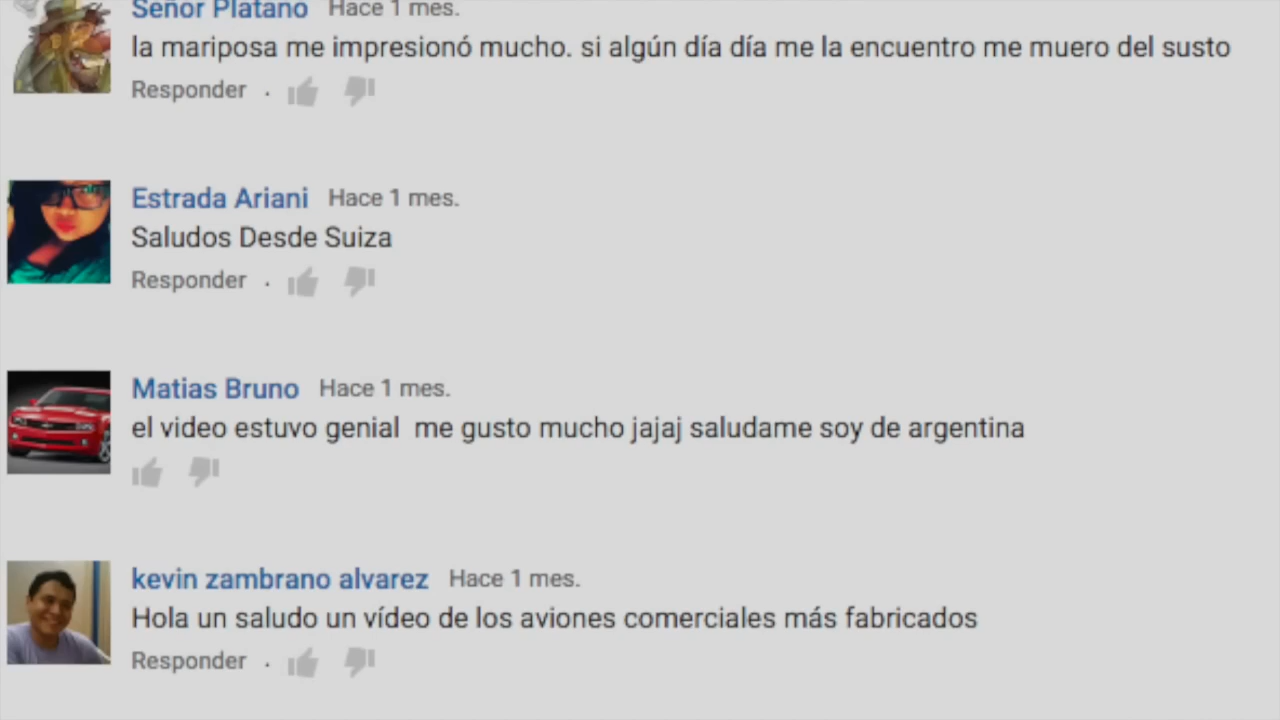 Señor Platano Hace 1 mes.
la mariposa me impresionó mucho. si algún día día me la encuentro me muero del susto
Responder .
Estrada Ariani Hace 1 mes.
Saludos Desde Suiza
Responder .
Matias Bruno Hace 1 mes.
el video estuvo genial me gusto mucho jajaj saludame soy de argentina
kevin zambrano alvarez Hace 1 mes.
Hola un saludo un vídeo de los aviones comerciales más fabricados
Responder .